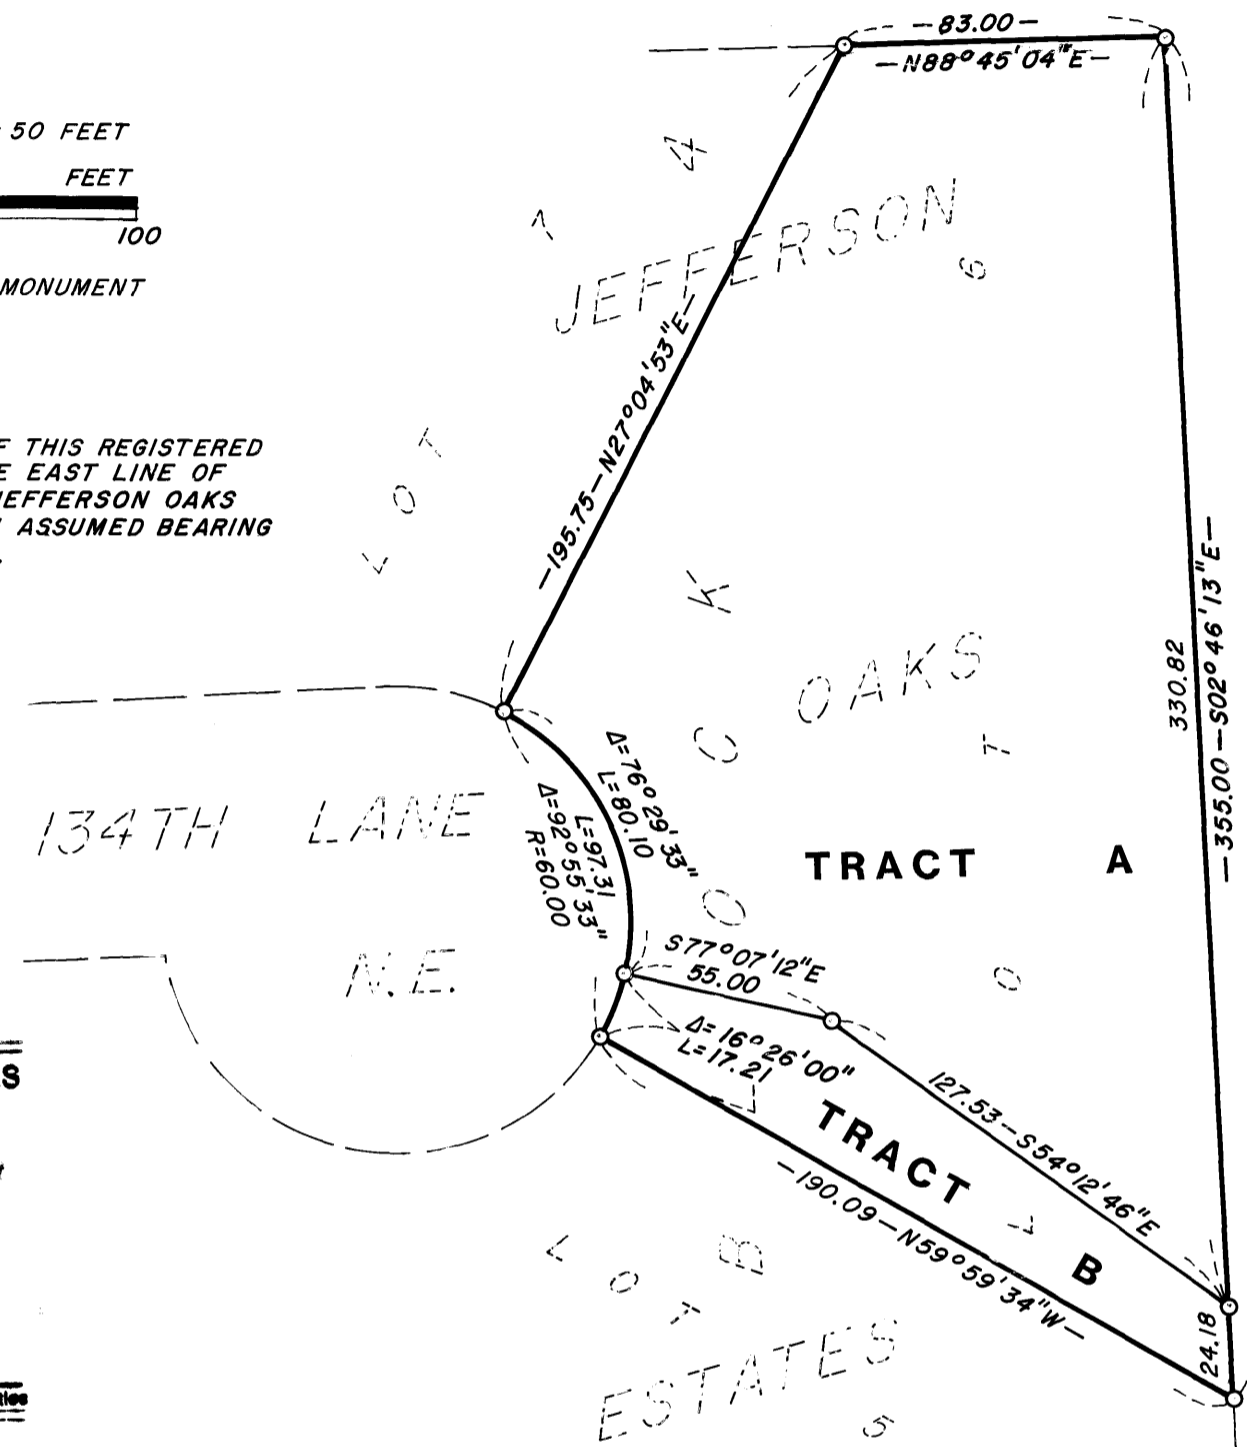 —83.00—
—N88°45'04"E—
50 FEET
FEET
100
MONUMENT
THIS REGISTERED
EAST LINE OF
JEFFERSON OAKS
ASSUMED BEARING
—195.75—N27°04'53"E—
330.82
—355.00—S02°46'13"E—
LOT 7
4
JEFFERSON
6
OAKS
ESTATES
BLOCK
LOT
LOT
5
134TH LANE
N.E.
Δ=76°29'33"
L=80.10
L=97.31
Δ=92°55'33"
R=60.00
TRACT A
S77°07'12"E
55.00
Δ=16°26'00"
L=17.21
127.53—S54°12'46"E
TRACT B
—190.09—N59°59'34"W—
24.18